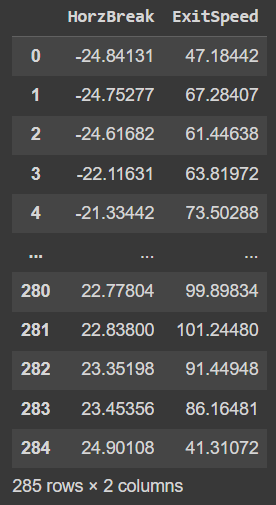 HorzBreak ExitSpeed
0 -24.84131 47.18442
1 -24.75277 67.28407
2 -24.61682 61.44638
3 -22.11631 63.81972
4 -21.33442 73.50288
... ... ...
280 22.77804 99.89834
281 22.83800 101.24480
282 23.35198 91.44948
283 23.45356 86.16481
284 24.90108 41.31072
285 rows × 2 columns